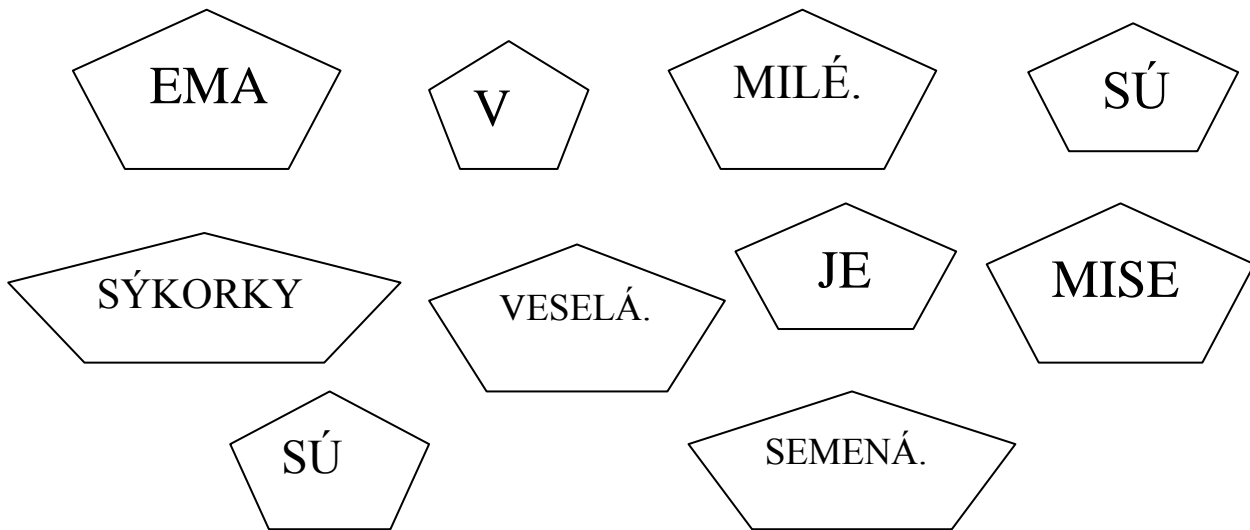 EMA V MILÉ. SÚ
SÝKORKY VESELÁ. JE MISE
SÚ SEMENÁ.